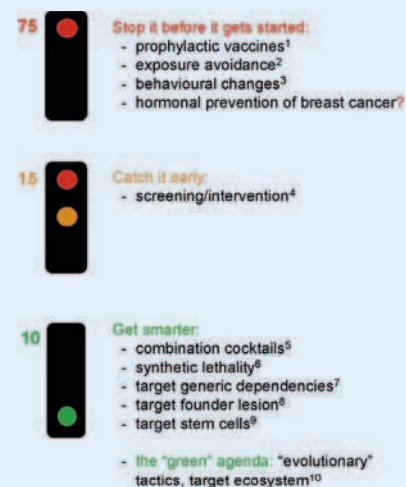 75
Stop it before it gets started:
- prophylactic vaccines¹
- exposure avoidance²
- behavioural changes³
- hormonal prevention of breast cancer?
15
Catch it early:
- screening/intervention⁴
10
Get smarter:
- combination cocktails⁵
- synthetic lethality⁶
- target generic dependencies⁷
- target founder lesion⁸
- target stem cells⁹
- the "green" agenda: "evolutionary"
tactics, target ecosystem¹⁰